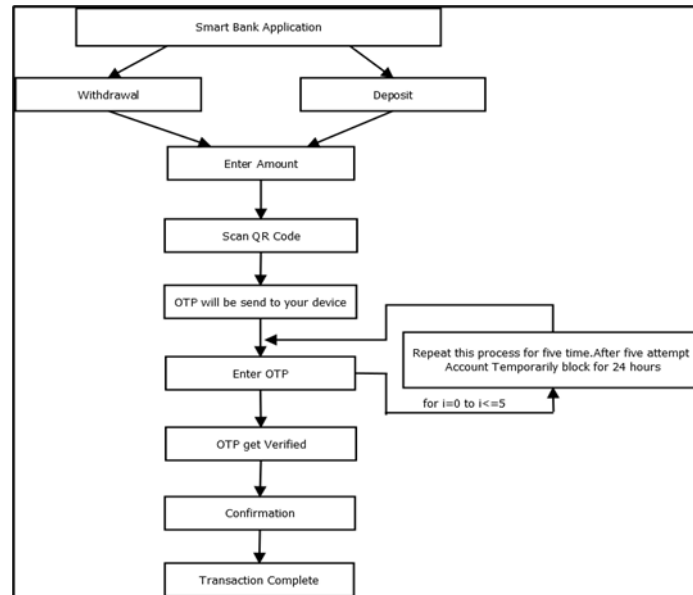 Smart Bank Application
Withdrawal
Deposit
Enter Amount
Scan QR Code
OTP will be send to your device
Repeat this process for five time.After five attempt
Account Temporarily block for 24 hours
Enter OTP
for i=0 to i<=5
OTP get Verified
Confirmation
Transaction Complete